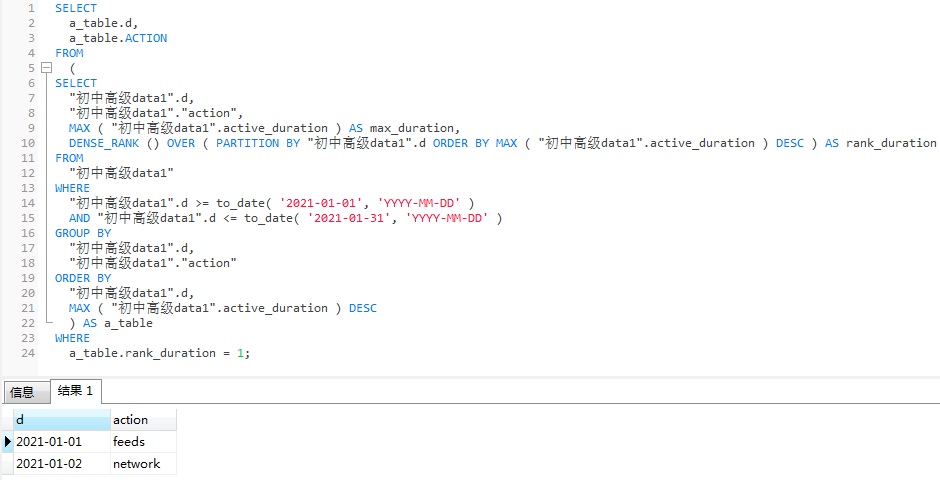 1 SELECT
2 a_table.d,
3 a_table.ACTION
4 FROM
5 (
6 SELECT
7 "初中高级data1".d,
8 "初中高级data1"."action",
9 MAX ( "初中高级data1".active_duration ) AS max_duration,
10 DENSE_RANK () OVER ( PARTITION BY "初中高级data1".d ORDER BY MAX ( "初中高级data1".active_duration ) DESC ) AS rank_duration
11 FROM
12 "初中高级data1"
13 WHERE
14 "初中高级data1".d >= to_date( '2021-01-01', 'YYYY-MM-DD' )
15 AND "初中高级data1".d <= to_date( '2021-01-31', 'YYYY-MM-DD' )
16 GROUP BY
17 "初中高级data1".d,
18 "初中高级data1"."action"
19 ORDER BY
20 "初中高级data1".d,
21 MAX ( "初中高级data1".active_duration ) DESC
22 ) AS a_table
23 WHERE
24 a_table.rank_duration = 1;
信息 结果 1
d action
2021-01-01 feeds
2021-01-02 network